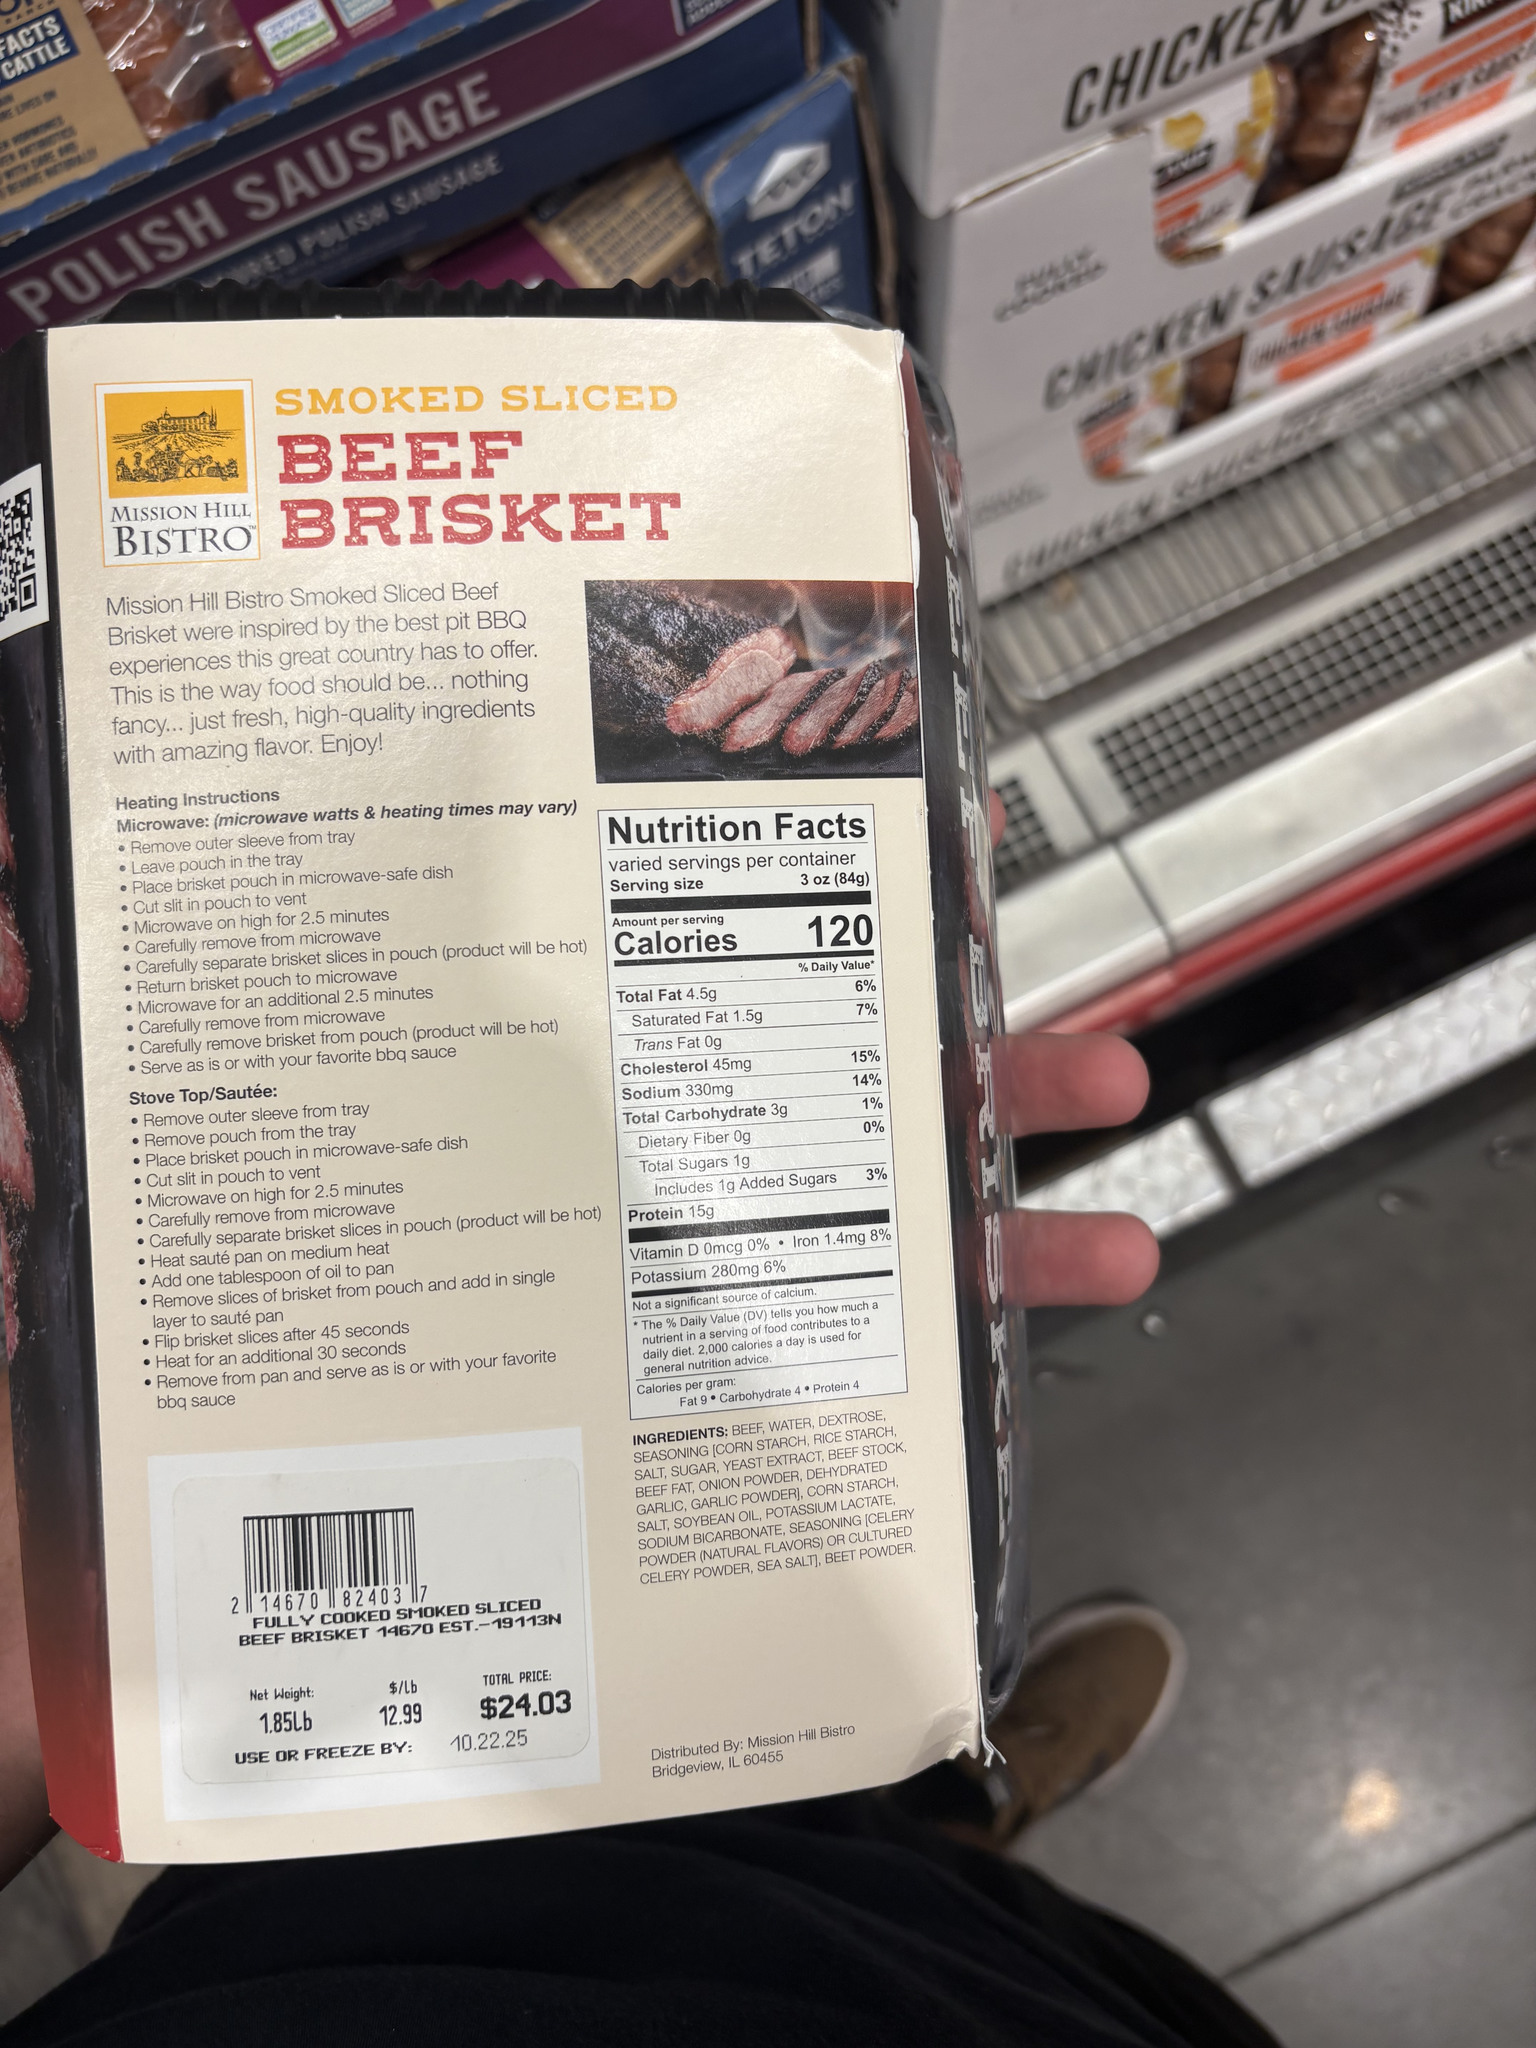 FACTS
CATTLE
POLISH SAUSAGE
POLISH SAUSAGE
TETON
CHICKEN
FULLY
COOKED
CHICKEN SAUSAGE
SMOKED SLICED
BEEF
BRISKET
MISSION HILL
BISTRO™
Mission Hill Bistro Smoked Sliced Beef
Brisket were inspired by the best pit BBQ
experiences this great country has to offer.
This is the way food should be... nothing
fancy... just fresh, high-quality ingredients
with amazing flavor. Enjoy!
Heating Instructions
Microwave: (microwave watts & heating times may vary)
• Remove outer sleeve from tray
• Leave pouch in the tray
• Place brisket pouch in microwave-safe dish
• Cut slit in pouch to vent
• Microwave on high for 2.5 minutes
• Carefully remove from microwave
• Carefully separate brisket slices in pouch (product will be hot)
• Return brisket pouch to microwave
• Microwave for an additional 2.5 minutes
• Carefully remove from microwave
• Carefully remove brisket from pouch (product will be hot)
• Serve as is or with your favorite bbq sauce
Stove Top/Sautée:
• Remove outer sleeve from tray
• Remove pouch from the tray
• Place brisket pouch in microwave-safe dish
• Cut slit in pouch to vent
• Microwave on high for 2.5 minutes
• Carefully remove from microwave
• Carefully separate brisket slices in pouch (product will be hot)
• Heat sauté pan on medium heat
• Add one tablespoon of oil to pan
• Remove slices of brisket from pouch and add in single
layer to sauté pan
• Flip brisket slices after 45 seconds
• Heat for an additional 30 seconds
• Remove from pan and serve as is or with your favorite
bbq sauce
Nutrition Facts
varied servings per container
Serving size 3 oz (84g)
Amount per serving
Calories 120
% Daily Value*
Total Fat 4.5g 6%
Saturated Fat 1.5g 7%
Trans Fat 0g
Cholesterol 45mg 15%
Sodium 330mg 14%
Total Carbohydrate 3g 1%
Dietary Fiber 0g 0%
Total Sugars 1g
Includes 1g Added Sugars 3%
Protein 15g
Vitamin D 0mcg 0% • Iron 1.4mg 8%
Potassium 280mg 6%
Not a significant source of calcium.
* The % Daily Value (DV) tells you how much a
nutrient in a serving of food contributes to a
daily diet. 2,000 calories a day is used for
general nutrition advice.
Calories per gram:
Fat 9 • Carbohydrate 4 • Protein 4
INGREDIENTS: BEEF, WATER, DEXTROSE,
SEASONING [CORN STARCH, RICE STARCH,
SALT, SUGAR, YEAST EXTRACT, BEEF STOCK,
BEEF FAT, ONION POWDER, DEHYDRATED
GARLIC, GARLIC POWDER], CORN STARCH,
SALT, SOYBEAN OIL, POTASSIUM LACTATE,
SODIUM BICARBONATE, SEASONING [CELERY
POWDER (NATURAL FLAVORS) OR CULTURED
CELERY POWDER, SEA SALT], BEET POWDER.
2 14670 82403 7
FULLY COOKED SMOKED SLICED
BEEF BRISKET 14670 EST.-19113N
Net Weight: $/lb TOTAL PRICE:
1.85Lb 12.99 $24.03
USE OR FREEZE BY: 10.22.25
Distributed By: Mission Hill Bistro
Bridgeview, IL 60455
BEEF BRISKET